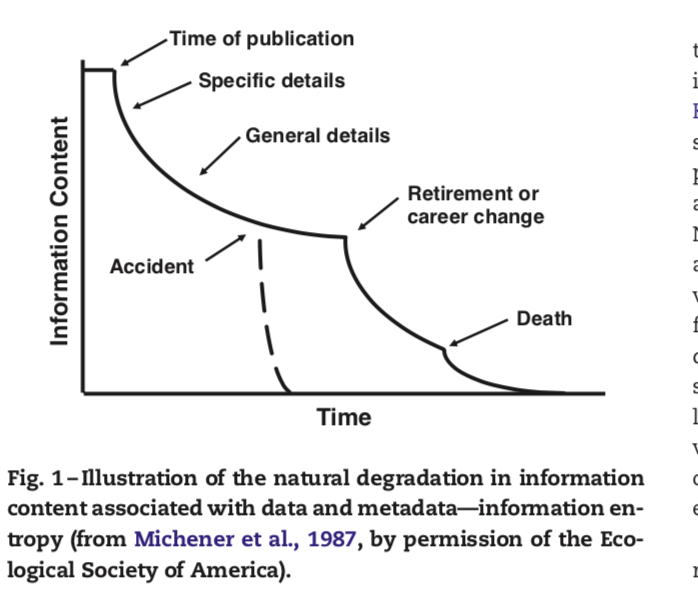 Time of publication
Specific details
General details
Retirement or
career change
Accident
Death
Information Content
Time
Fig. 1–Illustration of the natural degradation in information
content associated with data and metadata—information en-
tropy (from Michener et al., 1987, by permission of the Eco-
logical Society of America).